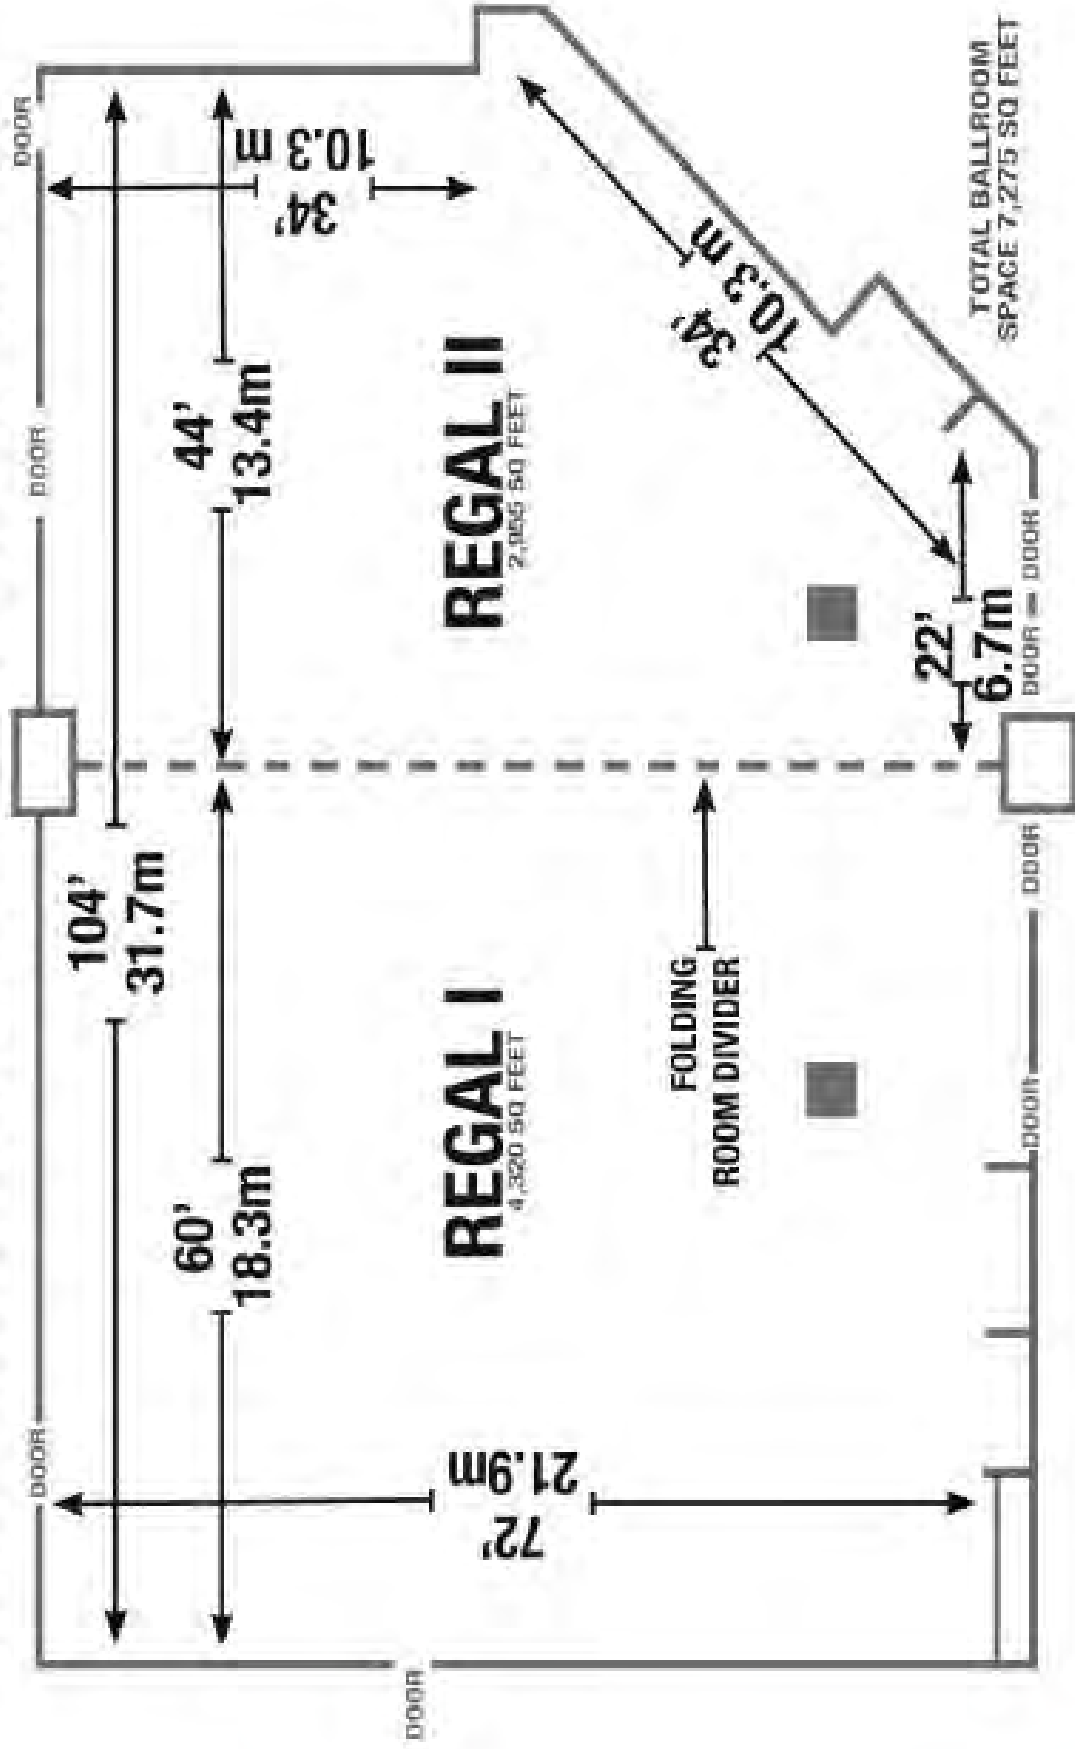 DOOR
DOOR
DOOR
104'
31.7m
60'
18.3m
44'
13.4m
34'
10.3 m
DOOR
72'
21.9m
REGAL I
4,320 SQ FEET
REGAL II
2,955 SQ FEET
FOLDING
ROOM DIVIDER
34'
10.3 m
22'
6.7m
TOTAL BALLROOM
SPACE 7,275 SQ FEET
DOOR
DOOR
DOOR
DOOR